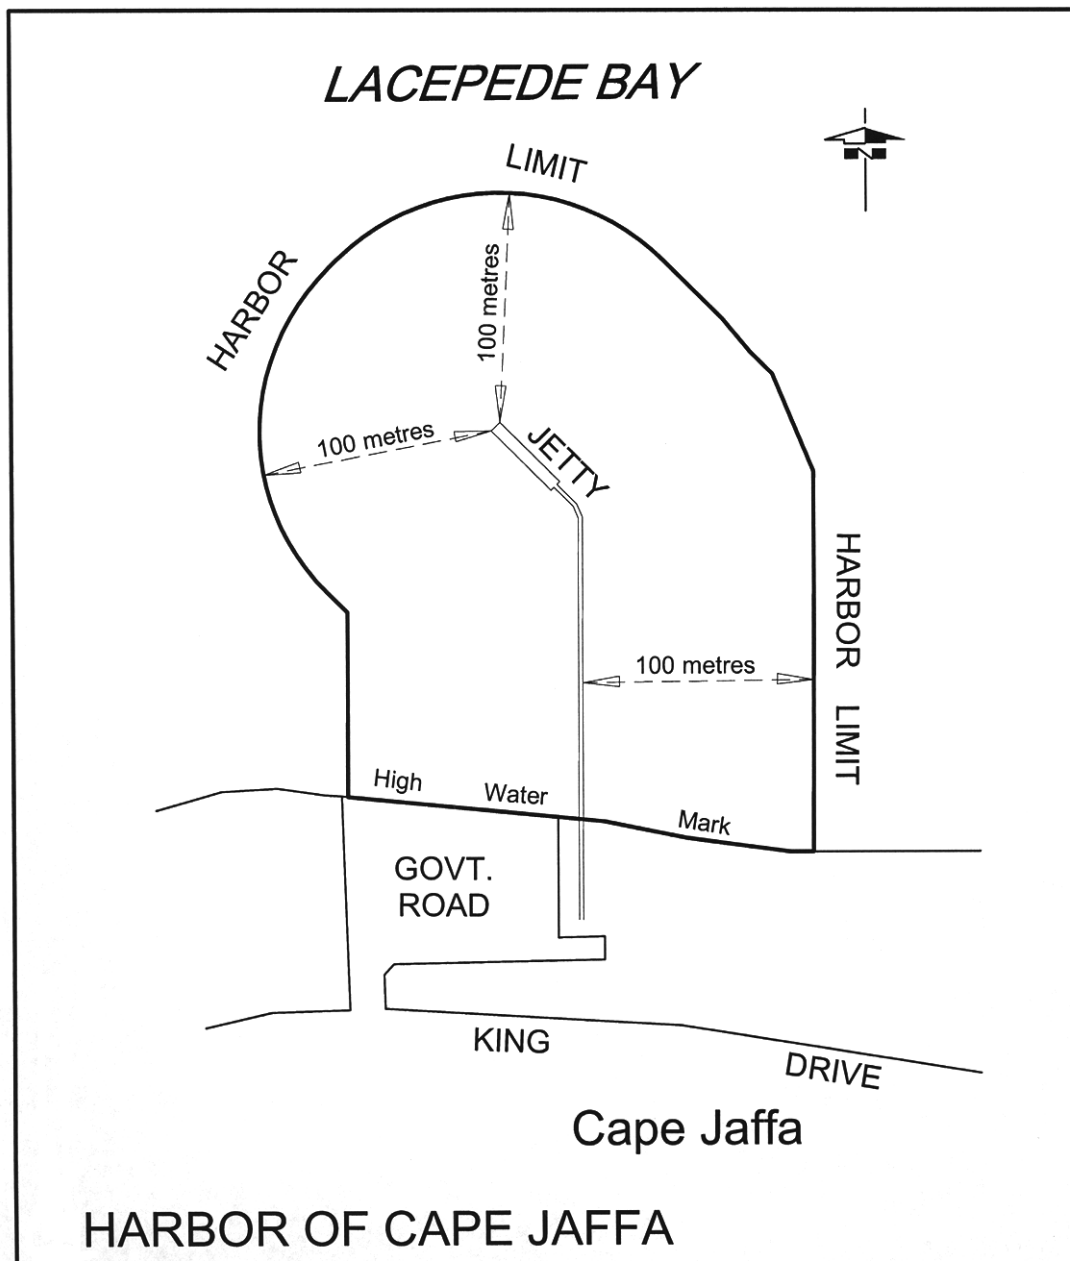 LACEPEDE BAY
LIMIT
N
HARBOR
100 metres
100 metres
JETTY
HARBOR LIMIT
100 metres
High Water Mark
GOVT.
ROAD
KING DRIVE
Cape Jaffa
HARBOR OF CAPE JAFFA